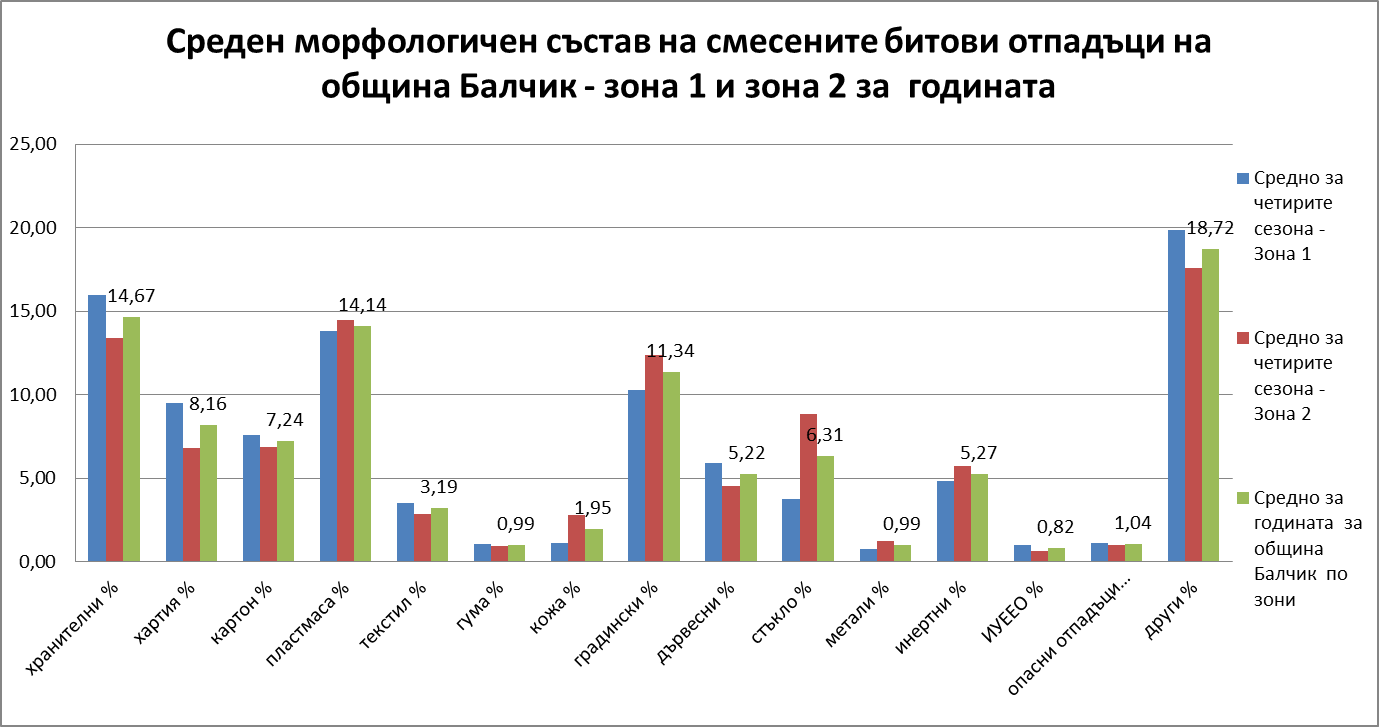 Среден морфологичен състав на смесените битови отпадъци на
община Балчик - зона 1 и зона 2 за  годината
25,00
20,00
15,00
10,00
5,00
0,00
14,67
8,16
7,24
14,14
3,19
0,99
1,95
11,34
5,22
6,31
0,99
5,27
0,82
1,04
18,72
хранителни %
хартия %
картон %
пластмаса %
текстил %
гума %
кожа %
градински %
дървесни %
стъкло %
метали %
инертни %
ИУЕЕО %
опасни отпадъци...
други %
Средно за
четирите
сезона -
Зона 1
Средно за
четирите
сезона -
Зона 2
Средно за
годината за
община
Балчик по
зони